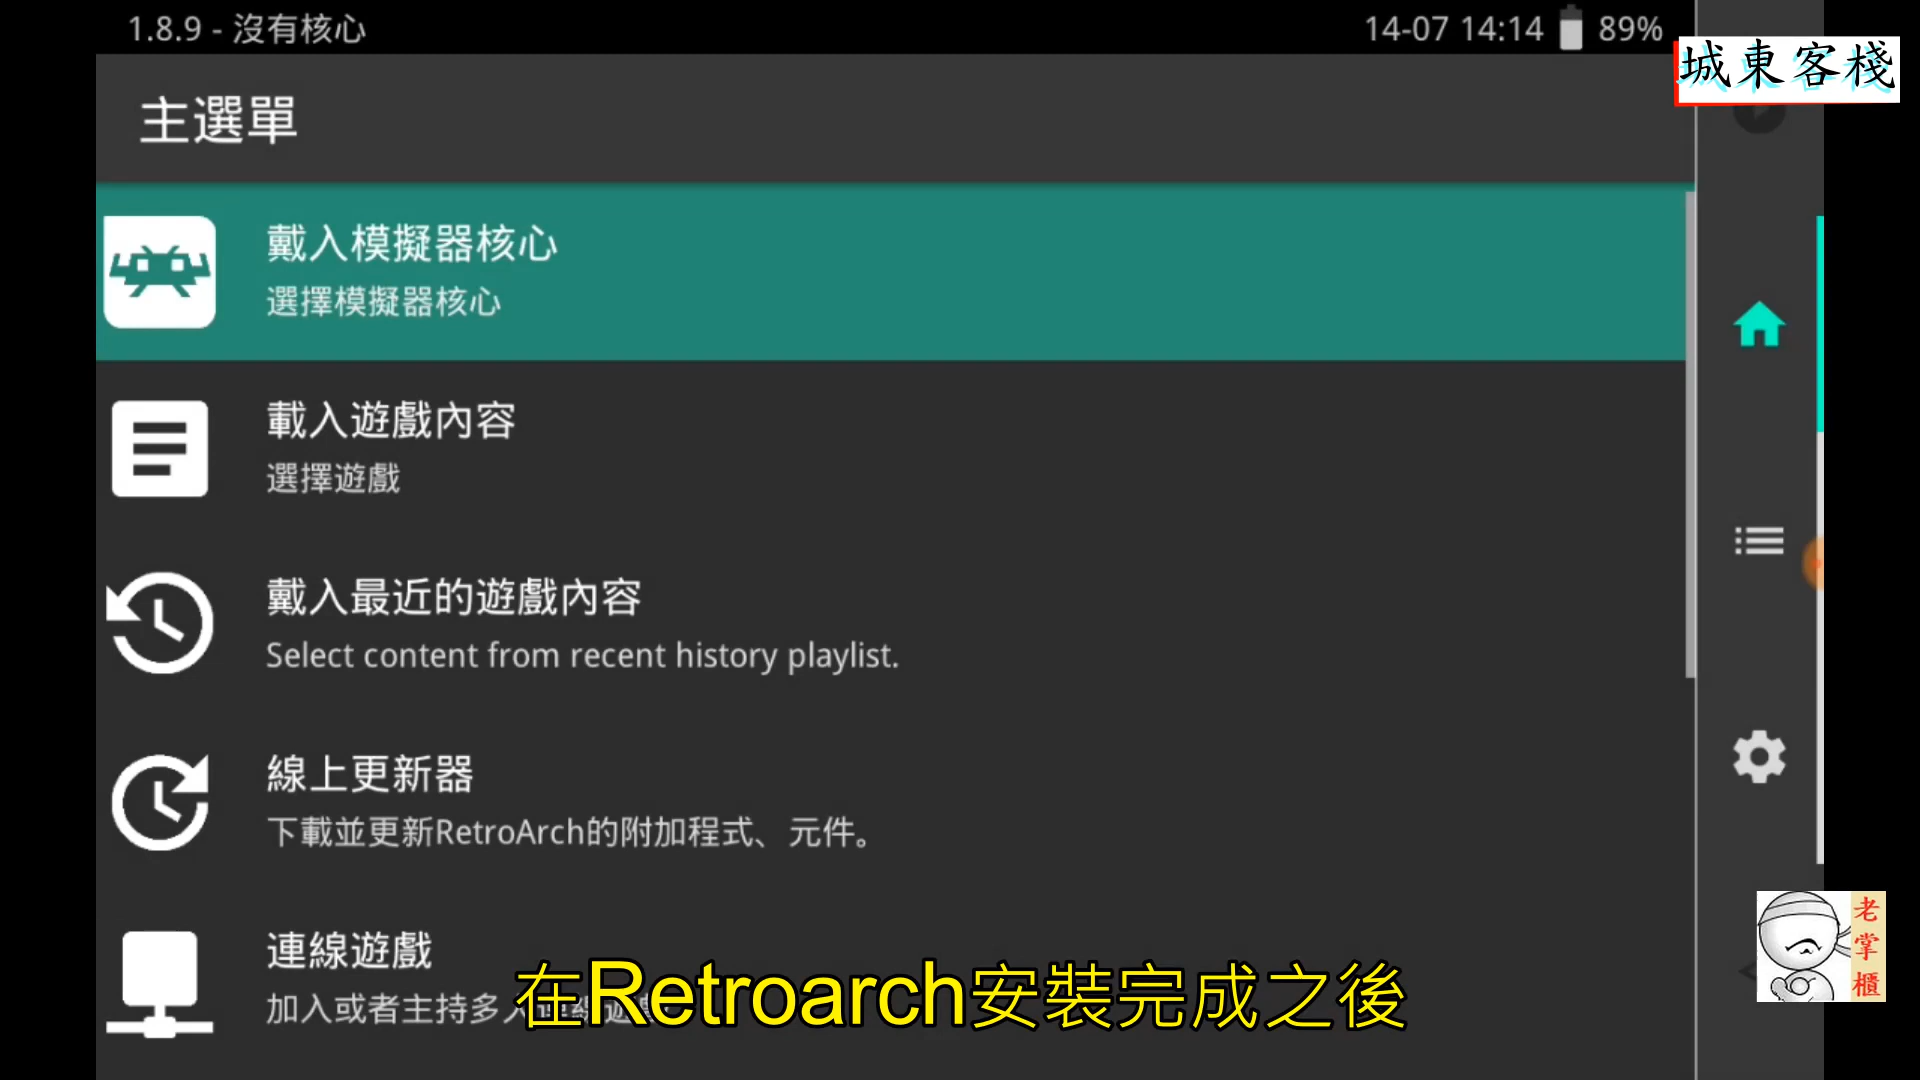 1.8.9 - 沒有核心
14-07 14:14
89%
城東客棧
主選單
戴入模擬器核心
選擇模擬器核心
載入遊戲內容
選擇遊戲
戴入最近的遊戲內容
Select content from recent history playlist.
線上更新器
下載並更新RetroArch的附加程式、元件。
連線遊戲
加入或者主持多人
在Retroarch安裝完成之後
老掌櫃